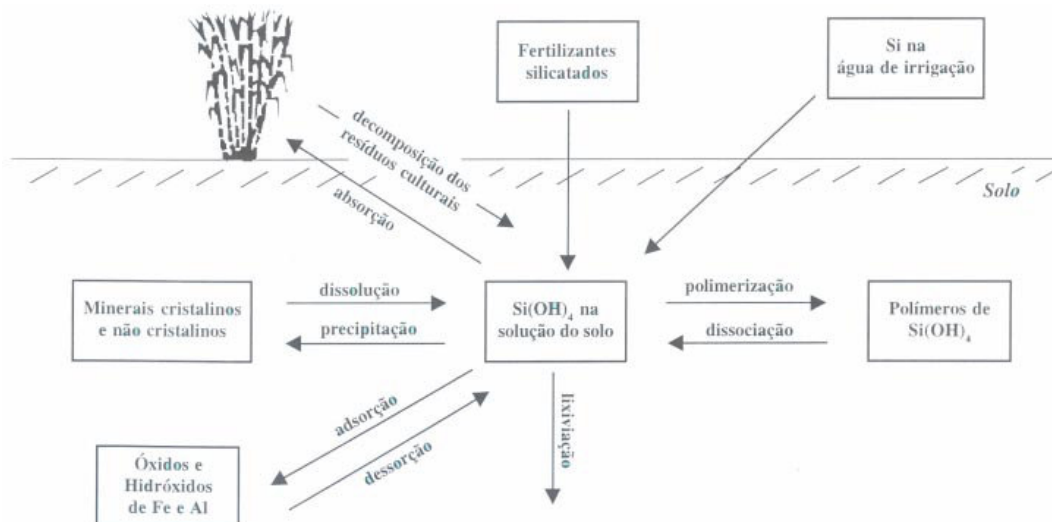 Fertilizantes
silicatados
Si na
água de irrigação
decomposição dos
resíduos culturais
absorção
Solo
Minerais cristalinos
e não cristalinos
dissolução
precipitação
Si(OH)₄ na
solução do solo
polimerização
dissociação
Polímeros de
Si(OH)₄
adsorção
dessorção
lixiviação
Óxidos e
Hidróxidos
de Fe e Al